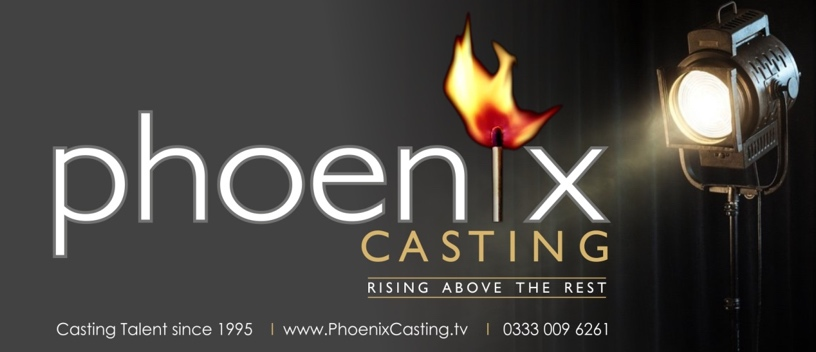 phoenix
CASTING
RISING ABOVE THE REST
Casting Talent since 1995 | www.PhoenixCasting.tv | 0333 009 6261